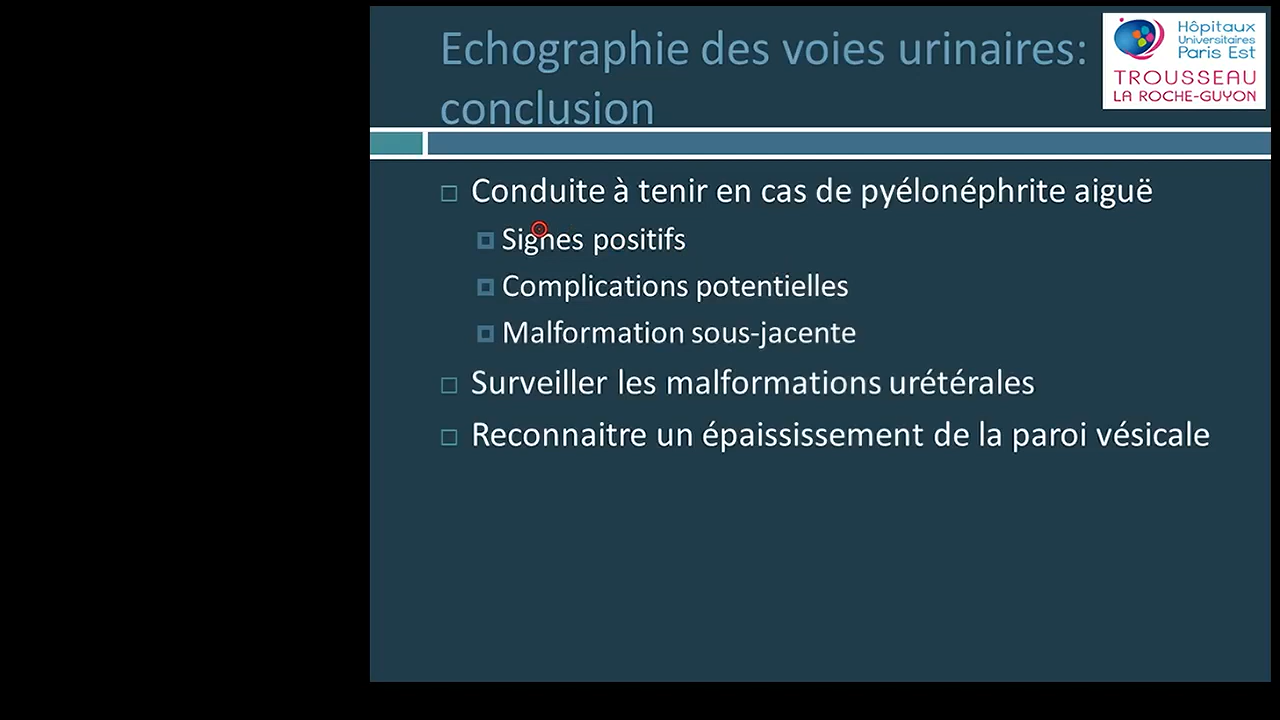 Echographie des voies urinaires:
conclusion
Hôpitaux
Universitaires
Paris Est
TROUSSEAU
LA ROCHE-GUYON
Conduite à tenir en cas de pyélonéphrite aiguë
Signes positifs
Complications potentielles
Malformation sous-jacente
Surveiller les malformations urétérales
Reconnaitre un épaississement de la paroi vésicale